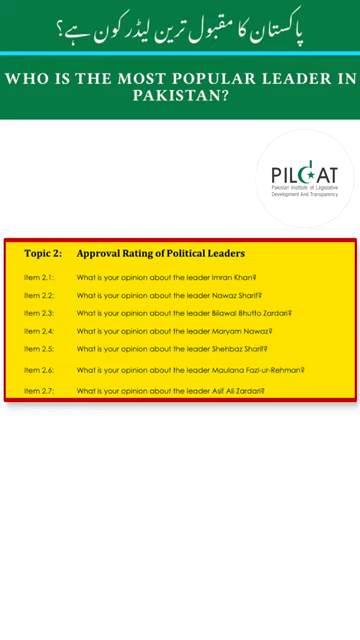 پاکستان کا مقبول ترین لیڈر کون ہے؟
WHO IS THE MOST POPULAR LEADER IN
PAKISTAN?
PILCAT
Pakistan Institute of Legislative
Development And Transparency
Topic 2: Approval Rating of Political Leaders
Item 2.1: What is your opinion about the leader Imran Khan?
Item 2.2: What is your opinion about the leader Nawaz Sharif?
Item 2.3: What is your opinion about the leader Bilawal Bhutto Zardari?
Item 2.4: What is your opinion about the leader Maryam Nawaz?
Item 2.5: What is your opinion about the leader Shehbaz Sharif?
Item 2.6: What is your opinion about the leader Maulana Fazl-ur-Rehman?
Item 2.7: What is your opinion about the leader Asif Ali Zardari?